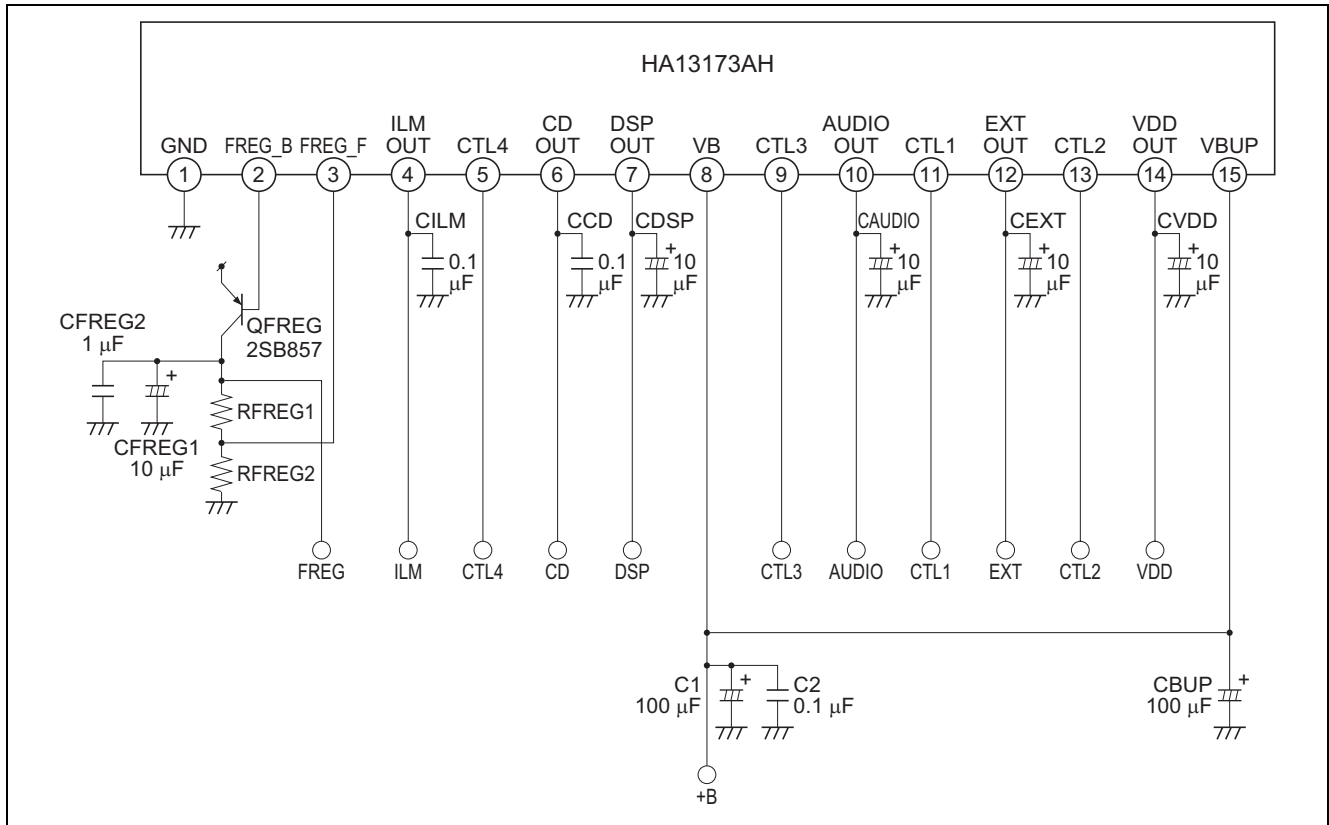 HA13173AH
GND FREG_B FREG_F ILM OUT CTL4 CD OUT DSP OUT VB CTL3 AUDIO OUT CTL1 EXT OUT CTL2 VDD OUT VBUP
1 2 3 4 5 6 7 8 9 10 11 12 13 14 15
CILM 0.1 μF
CCD 0.1 μF
CDSP + 10 μF
CAUDIO + 10 μF
CEXT + 10 μF
CVDD + 10 μF
QFREG
2SB857
CFREG2
1 μF
+
CFREG1
10 μF
RFREG1
RFREG2
FREG ILM CTL4 CD DSP CTL3 AUDIO CTL1 EXT CTL2 VDD
C1
100 μF
+
C2
0.1 μF
CBUP
100 μF
+
+B